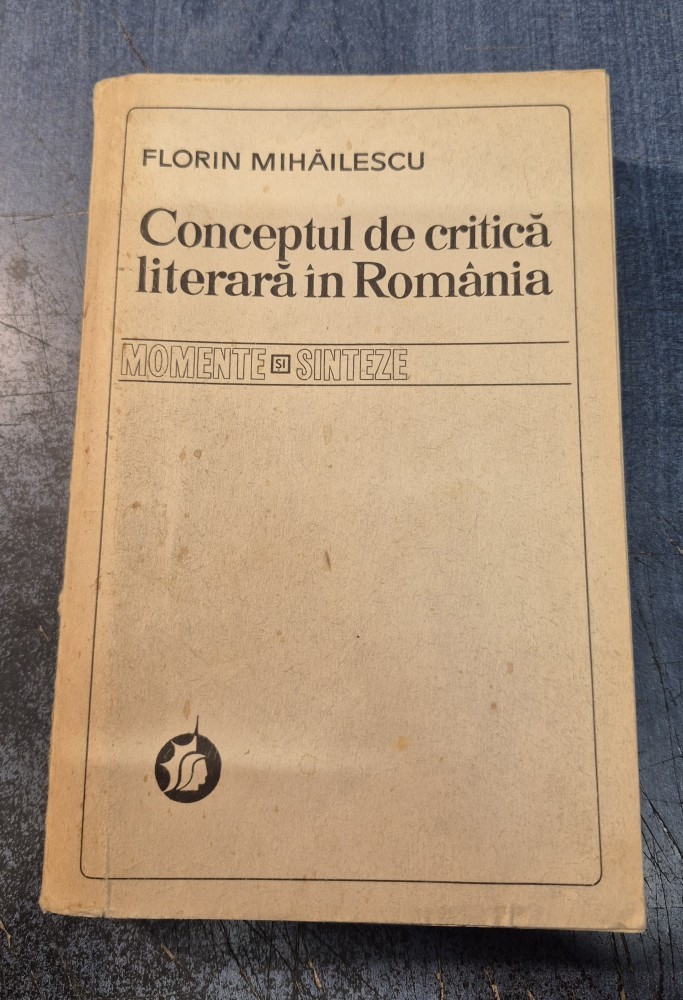 FLORIN MIHĂILESCU
Conceptul de critică
literară în România
MOMENTE ȘI SINTEZE